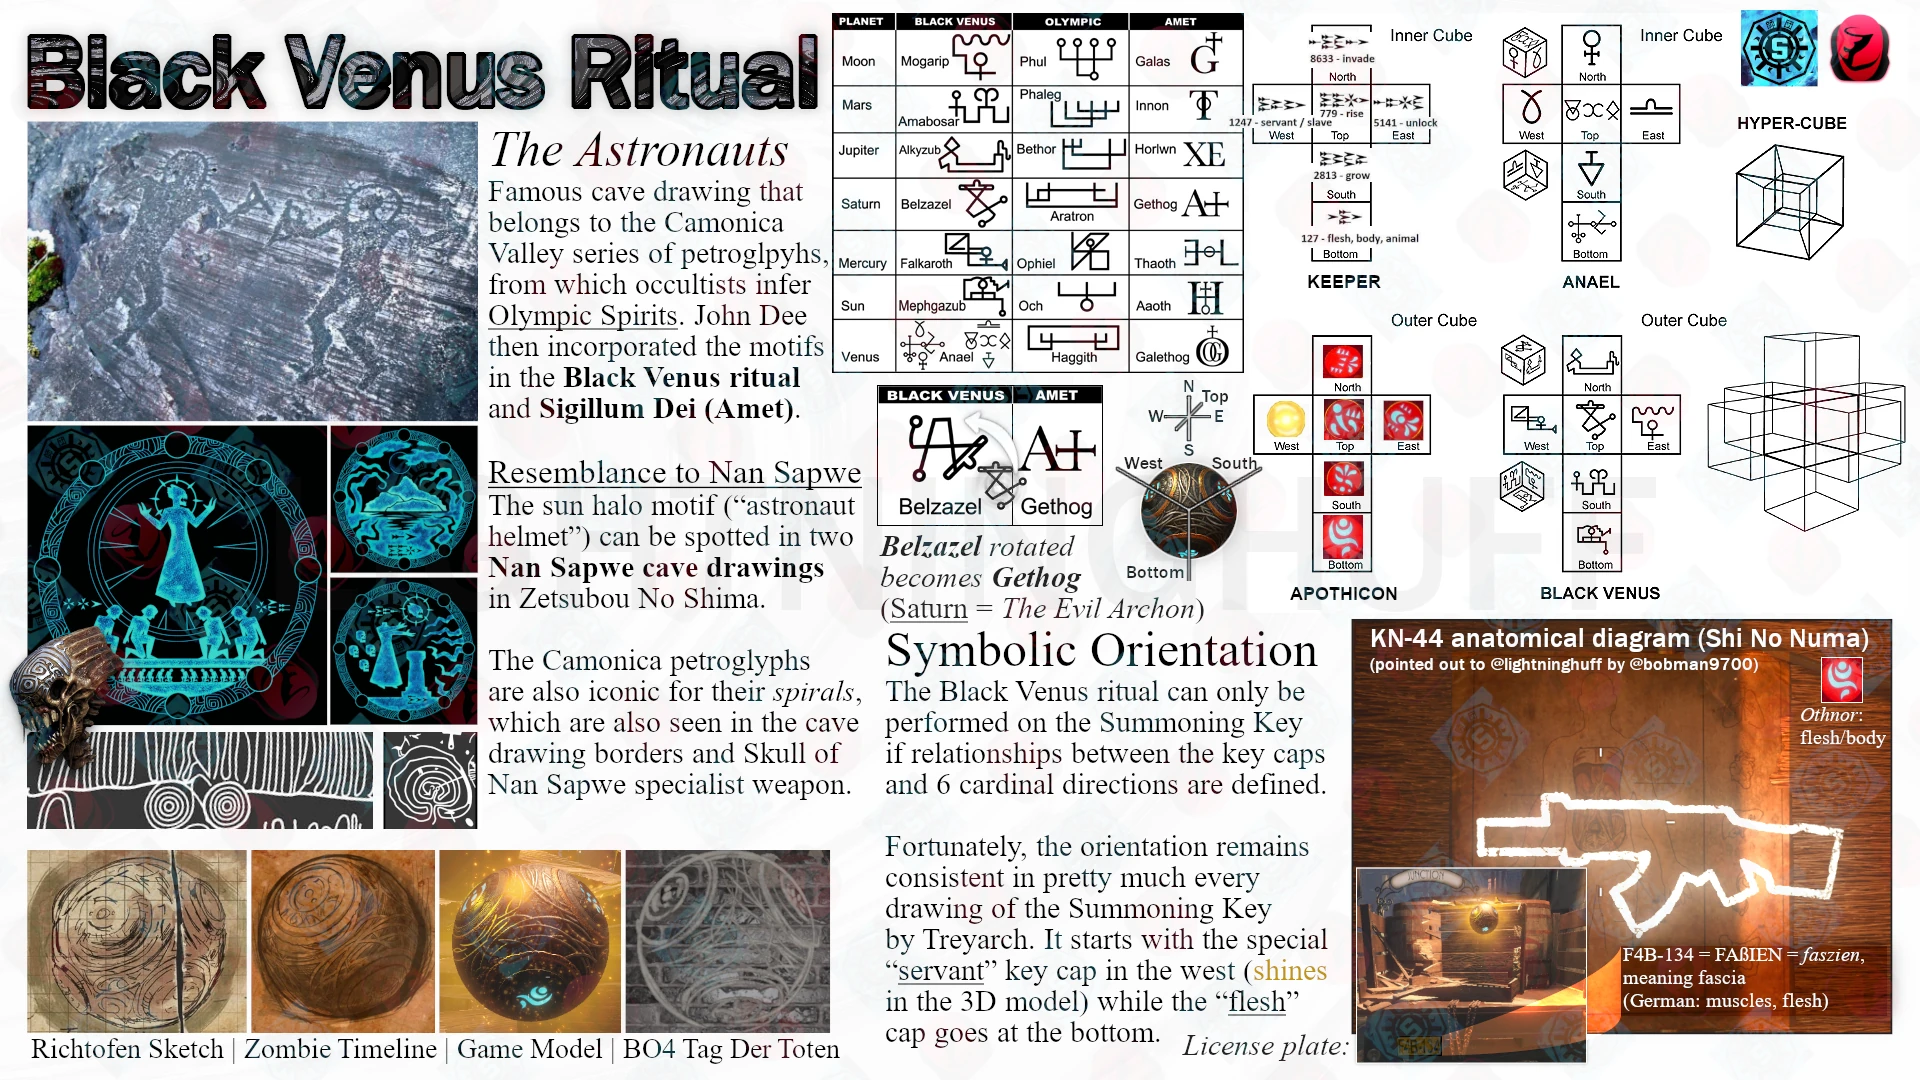 Black Venus Ritual
The Astronauts
Famous cave drawing that
belongs to the Camonica
Valley series of petroglpyhs,
from which occultists infer
Olympic Spirits. John Dee
then incorporated the motifs
in the Black Venus ritual
and Sigillum Dei (Amet).
Resemblance to Nan Sapwe
The sun halo motif (“astronaut
helmet”) can be spotted in two
Nan Sapwe cave drawings
in Zetsubou No Shima.
The Camonica petroglyphs
are also iconic for their spirals,
which are also seen in the cave
drawing borders and Skull of
Nan Sapwe specialist weapon.
Richtofen Sketch | Zombie Timeline | Game Model | BO4 Tag Der Toten
PLANET BLACK VENUS OLYMPIC AMET
Moon Mogarip Phul Galas
Mars Amabosar Phaleg Innon
Jupiter Alkyzub Bethor Horlwn
Saturn Belzazel Aratron Gethog
Mercury Falkaroth Ophiel Thaoth
Sun Mephgazub Och Aaoth
Venus Anael Haggith Galethog
BLACK VENUS AMET
Belzazel Gethog
Belzazel rotated
becomes Gethog
(Saturn = The Evil Archon)
N
Top
W E
S
West South
Bottom
Symbolic Orientation
The Black Venus ritual can only be
performed on the Summoning Key
if relationships between the key caps
and 6 cardinal directions are defined.
Fortunately, the orientation remains
consistent in pretty much every
drawing of the Summoning Key
by Treyarch. It starts with the special
“servant” key cap in the west (shines
in the 3D model) while the “flesh”
cap goes at the bottom.
License plate:
Inner Cube
8633 - invade
North
1247 - servant / slave
779 - rise
5141 - unlock
West Top East
2813 - grow
South
127 - flesh, body, animal
Bottom
KEEPER
Inner Cube
North
West Top East
South
Bottom
ANAEL
HYPER-CUBE
Outer Cube
North
West Top East
South
Bottom
APOTHICON
Outer Cube
North
West Top East
South
Bottom
BLACK VENUS
KN-44 anatomical diagram (Shi No Numa)
(pointed out to @lightninghuff by @bobman9700)
Othnor:
flesh/body
F4B-134 = FAßIEN = faszien,
meaning fascia
(German: muscles, flesh)
JUNCTION
F4B-134